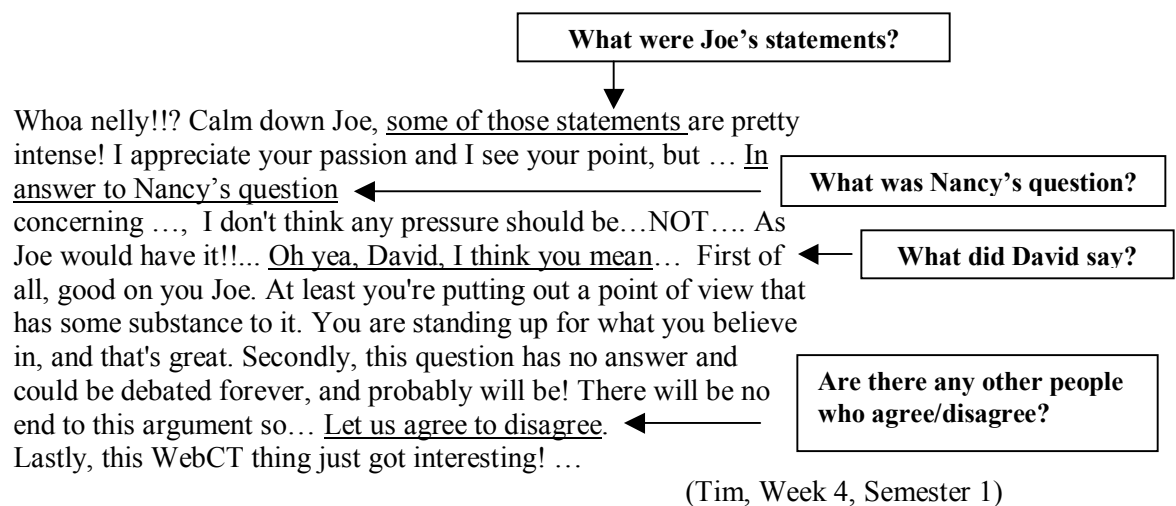 What were Joe's statements?
Whoa nelly!!? Calm down Joe, some of those statements are pretty
intense! I appreciate your passion and I see your point, but … In
answer to Nancy's question
What was Nancy's question?
concerning …,  I don't think any pressure should be…NOT…. As
Joe would have it!!... Oh yea, David, I think you mean…  First of
What did David say?
all, good on you Joe. At least you're putting out a point of view that
has some substance to it. You are standing up for what you believe
in, and that's great. Secondly, this question has no answer and
could be debated forever, and probably will be! There will be no
end to this argument so… Let us agree to disagree.
Are there any other people
who agree/disagree?
Lastly, this WebCT thing just got interesting! …
(Tim, Week 4, Semester 1)